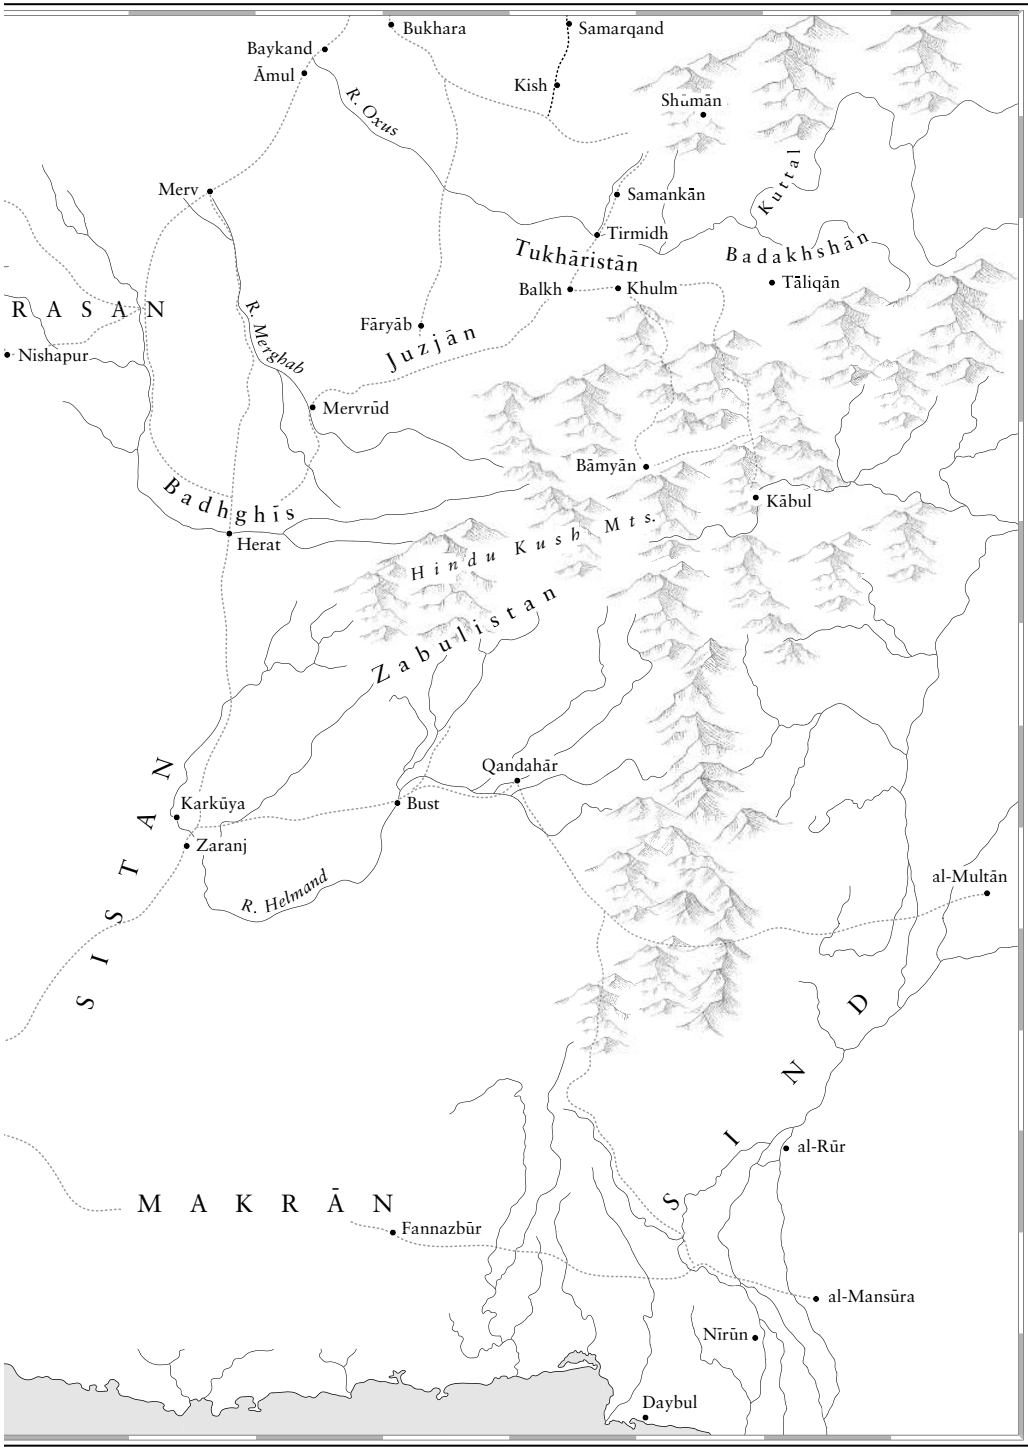 Bukhara
Samarqand
Baykand
Āmul
Kish
R. Oxus
Shūmān
Merv
Samankān
Kuttal
Tirmidh
Tukhāristān
Badakhshān
Balkh
Khulm
Tāliqān
RASAN
R. Merghab
Fāryāb
Juzjān
Nishapur
Mervrūd
Bāmyān
Badhghīs
Kābul
Herat
Hindu Kush Mts.
Zabulistan
Qandahār
Karkūya
Bust
Zaranj
R. Helmand
SISTAN
al-Multān
SIND
al-Rūr
MAKRĀN
Fannazbūr
al-Mansūra
Nīrūn
Daybul